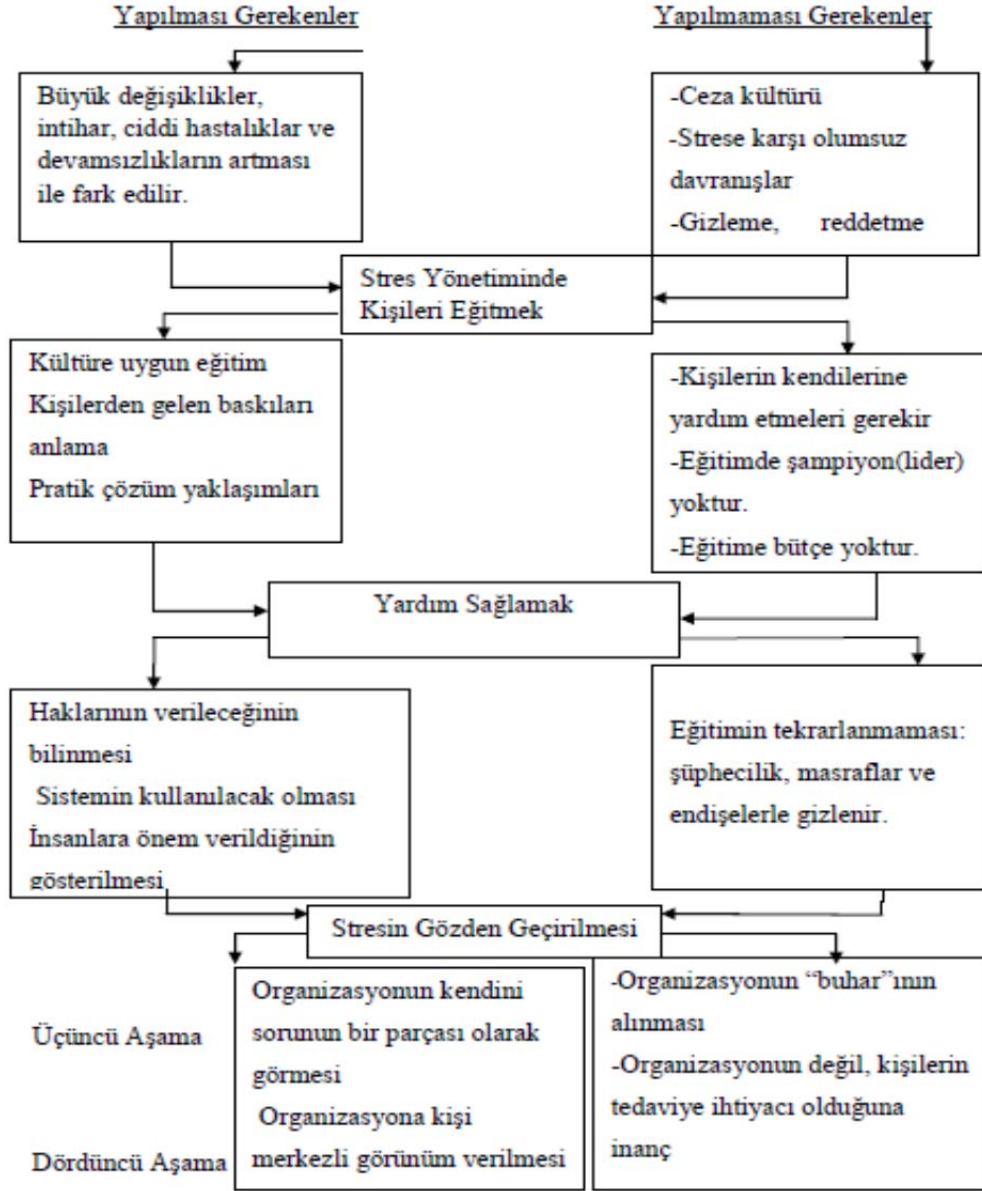 Yapılması Gerekenler
Yapılmaması Gerekenler
Büyük değişiklikler,
intihar, ciddi hastalıklar ve
devamsızlıkların artması
ile fark edilir.
-Ceza kültürü
-Strese karşı olumsuz
davranışlar
-Gizleme, reddetme
Stres Yönetiminde
Kişileri Eğitmek
Kültüre uygun eğitim
Kişilerden gelen baskıları
anlama
Pratik çözüm yaklaşımları
-Kişilerin kendilerine
yardım etmeleri gerekir
-Eğitimde şampiyon(lider)
yoktur.
-Eğitime bütçe yoktur.
Yardım Sağlamak
Haklarının verileceğinin
bilinmesi
Sistemin kullanılacak olması
İnsanlara önem verildiğinin
gösterilmesi
Eğitimin tekrarlanmaması:
şüphecilik, masraflar ve
endişelerle gizlenir.
Stresin Gözden Geçirilmesi
Üçüncü Aşama
Dördüncü Aşama
Organizasyonun kendini
sorunun bir parçası olarak
görmesi
Organizasyona kişi
merkezli görünüm verilmesi
-Organizasyonun “buhar”ının
alınması
-Organizasyonun değil, kişilerin
tedaviye ihtiyacı olduğuna
inanç